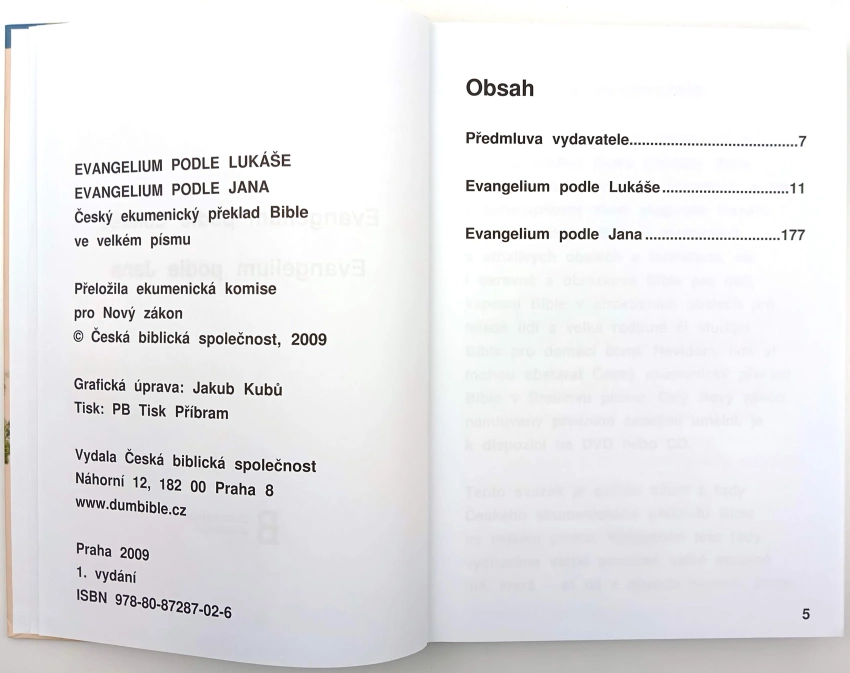 EVANGELIUM PODLE LUKÁŠE
EVANGELIUM PODLE JANA
Český ekumenický překlad Bible
ve velkém písmu
Přeložila ekumenická komise
pro Nový zákon
© Česká biblická společnost, 2009
Grafická úprava: Jakub Kubů
Tisk: PB Tisk Příbram
Vydala Česká biblická společnost
Náhorní 12, 182 00 Praha 8
www.dumbible.cz
Praha 2009
1. vydání
ISBN 978-80-87287-02-6
Obsah
Předmluva vydavatele.........................................7
Evangelium podle Lukáše...............................11
Evangelium podle Jana.................................177
5